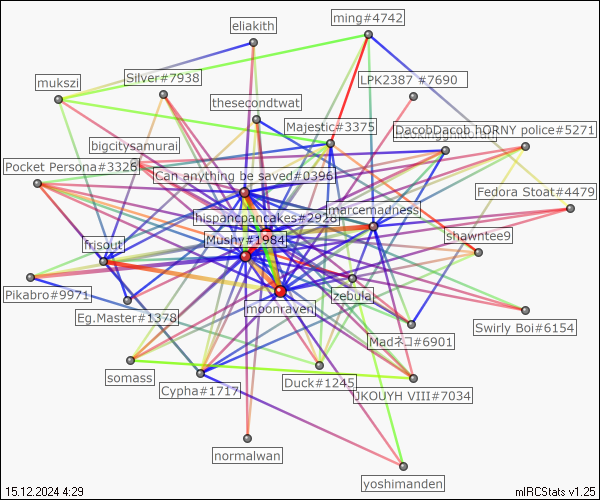 ming#4742
eliakith
LPK2387 #7690
Silver#7938
mukszi
thesecondtwat
Majestic#3375
DacobDacob hORNY police#5271
bigcitysamurai
Pocket Persona#3326
Can anything be saved#0396
Fedora Stoat#4479
marcemadness
hispancpancakes#2926
shawntee9
Mushy#1984
frisout
Pikabro#9971
zebula
moonraven
Eg.Master#1378
Swirly Boi#6154
Madネコ#6901
somass
Duck#1245
Cypha#1717
JKOUYH VIII#7034
normalwan
yoshimanden
15.12.2024 4:29
mIRCStats v1.25